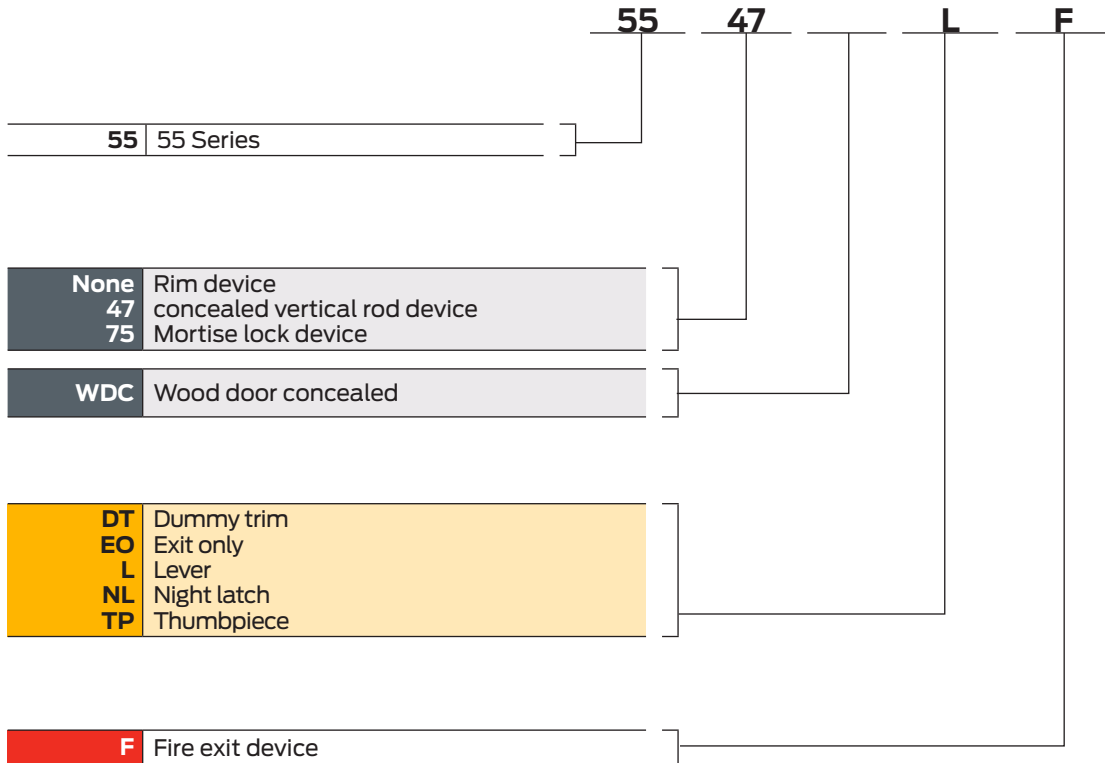 55 47 L F
55 55 Series
None Rim device
47 concealed vertical rod device
75 Mortise lock device
WDC Wood door concealed
DT Dummy trim
EO Exit only
L Lever
NL Night latch
TP Thumbpiece
F Fire exit device